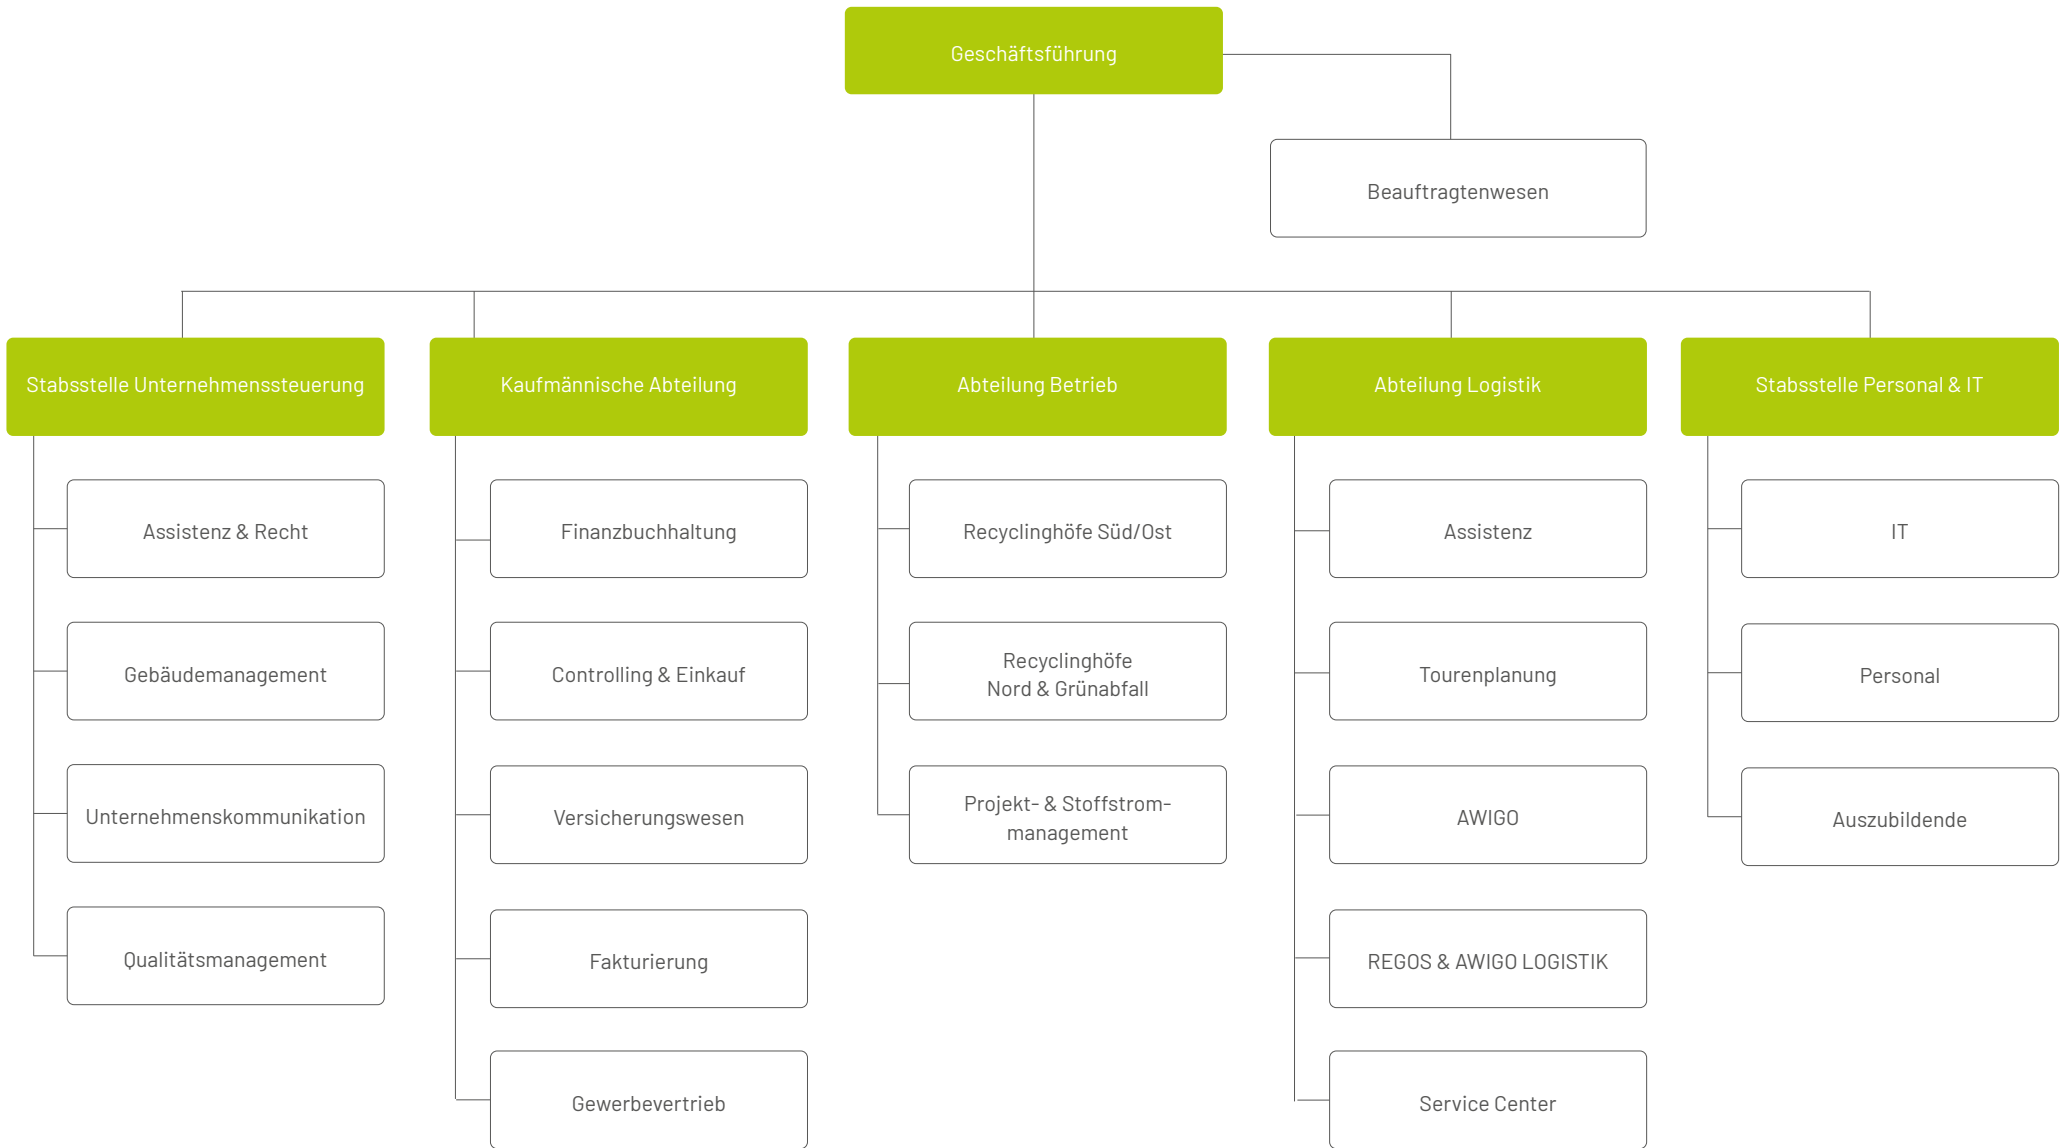 Geschäftsführung
Beauftragtenwesen
Stabsstelle Unternehmenssteuerung
Kaufmännische Abteilung
Abteilung Betrieb
Abteilung Logistik
Stabsstelle Personal & IT
Assistenz & Recht
Gebäudemanagement
Unternehmenskommunikation
Qualitätsmanagement
Finanzbuchhaltung
Controlling & Einkauf
Versicherungswesen
Fakturierung
Gewerbevertrieb
Recyclinghöfe Süd/Ost
Recyclinghöfe
Nord & Grünabfall
Projekt- & Stoffstrom-
management
Assistenz
Tourenplanung
AWIGO
REGOS & AWIGO LOGISTIK
Service Center
IT
Personal
Auszubildende